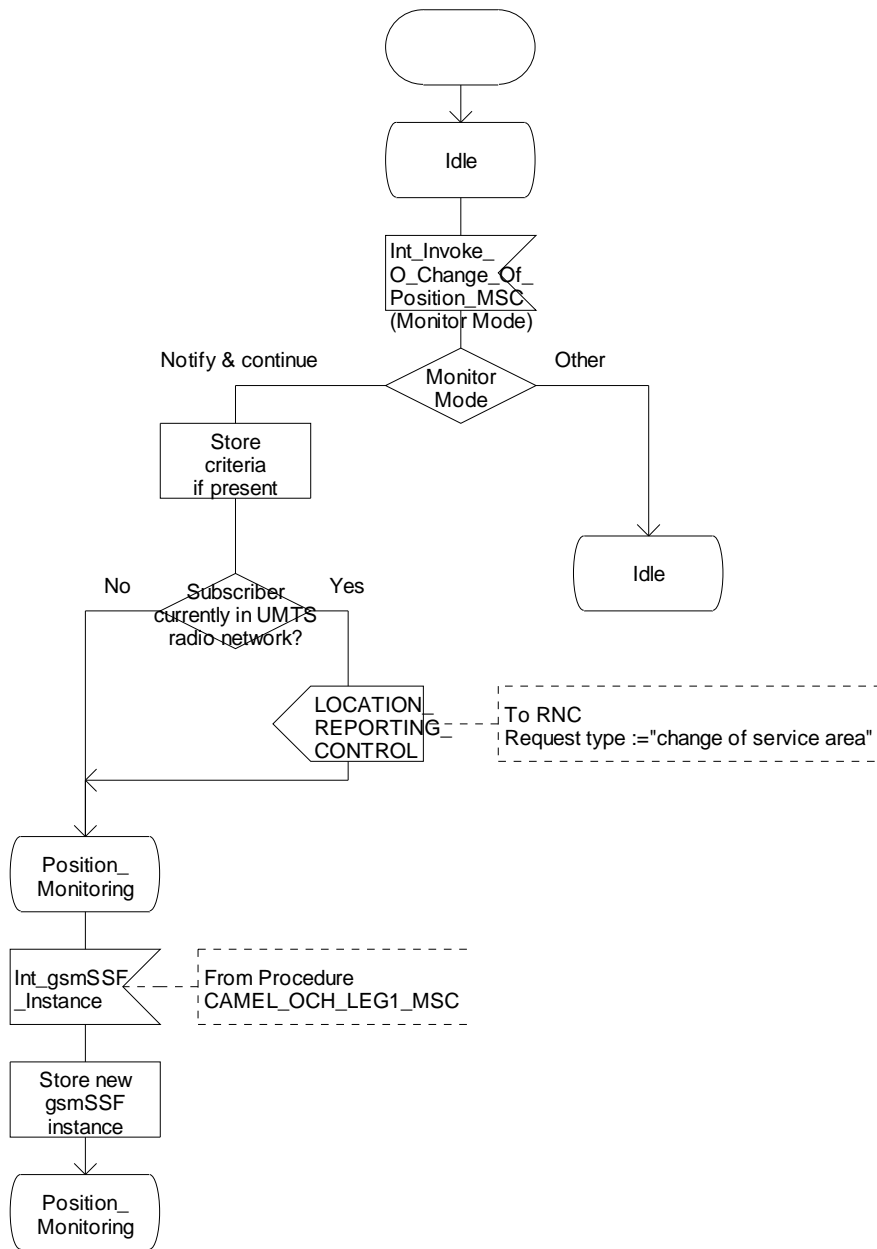 Idle
Int_Invoke_
O_Change_Of_
Position_MSC
(Monitor Mode)
Notify & continue
Monitor
Mode
Other
Store
criteria
if present
Idle
No
Subscriber
currently in UMTS
radio network?
Yes
LOCATION_
REPORTING_
CONTROL
To RNC
Request type :="change of service area"
Position_
Monitoring
Int_gsmSSF
_Instance
From Procedure
CAMEL_OCH_LEG1_MSC
Store new
gsmSSF
instance
Position_
Monitoring